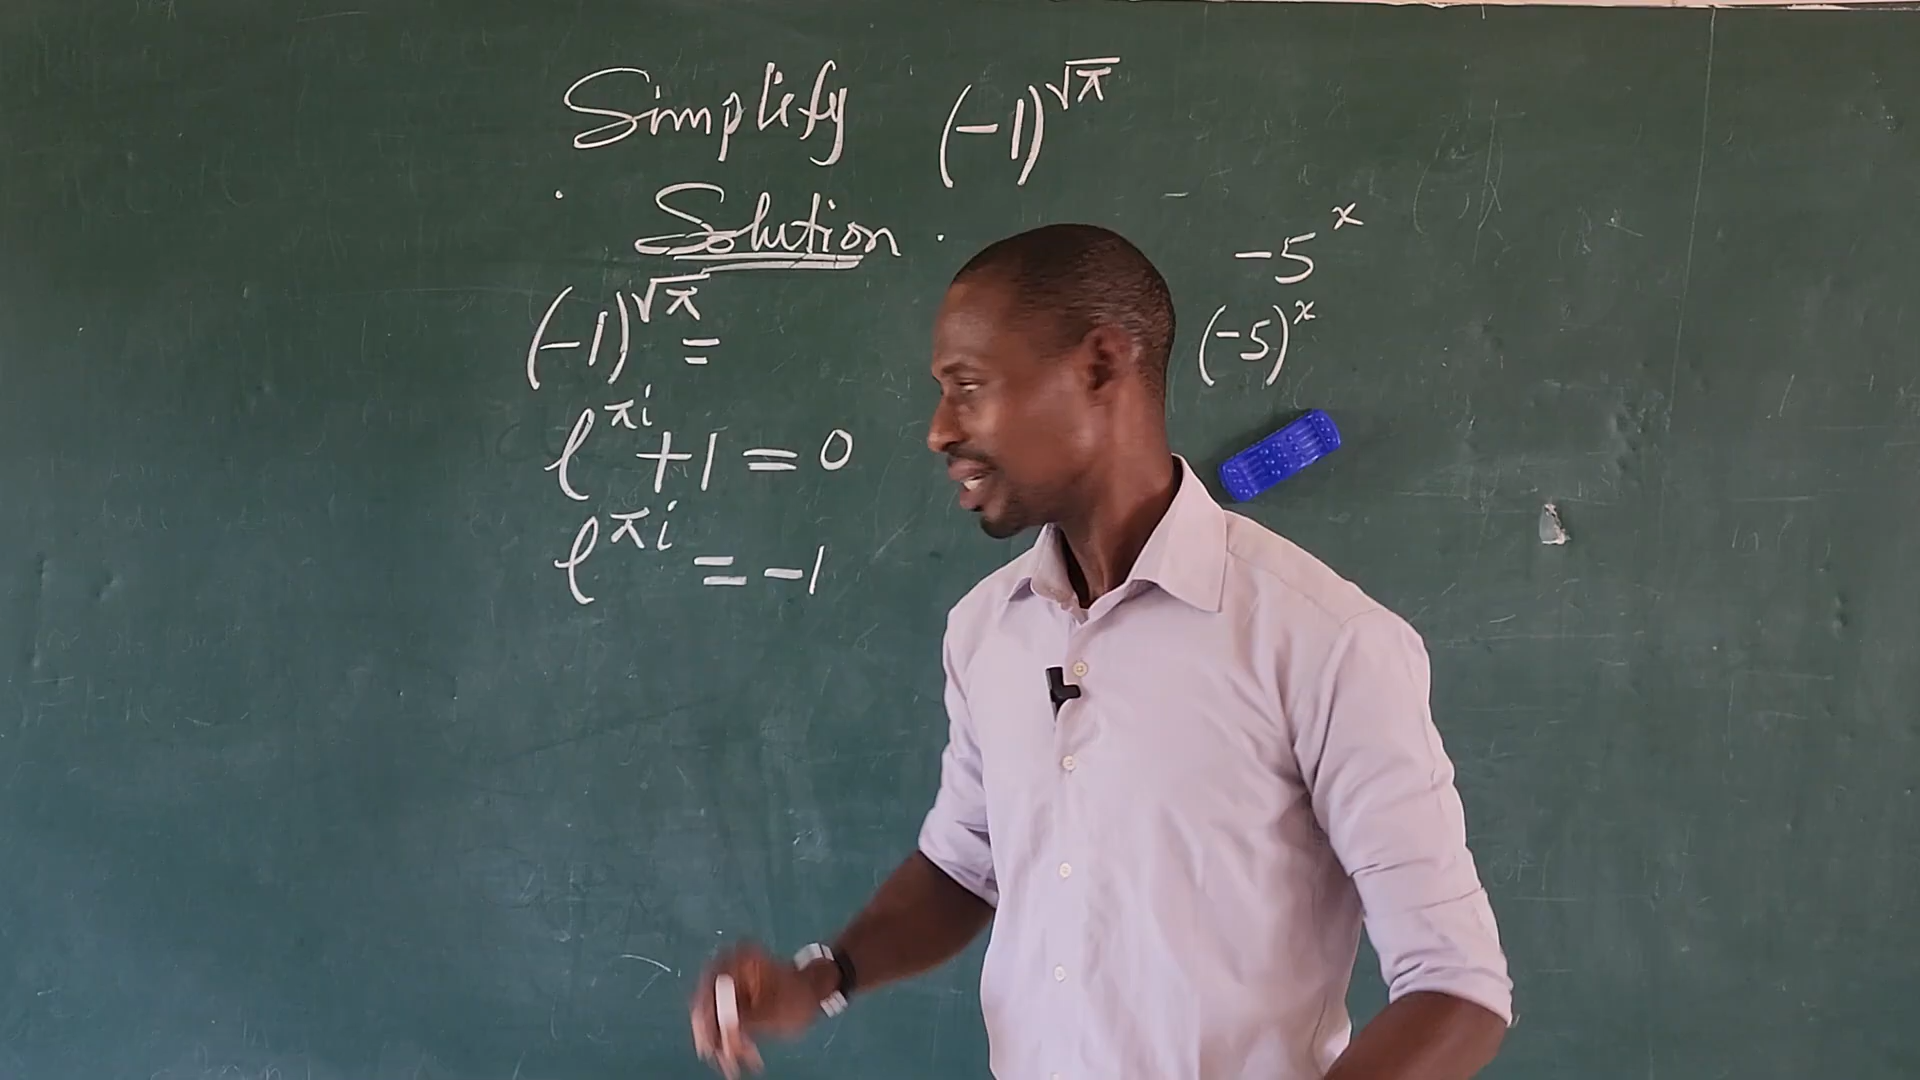 Simplify (-1)^√π
Solution
(-1)^√π =
e^πi + 1 = 0
e^πi = -1
-5^x
(-5)^x